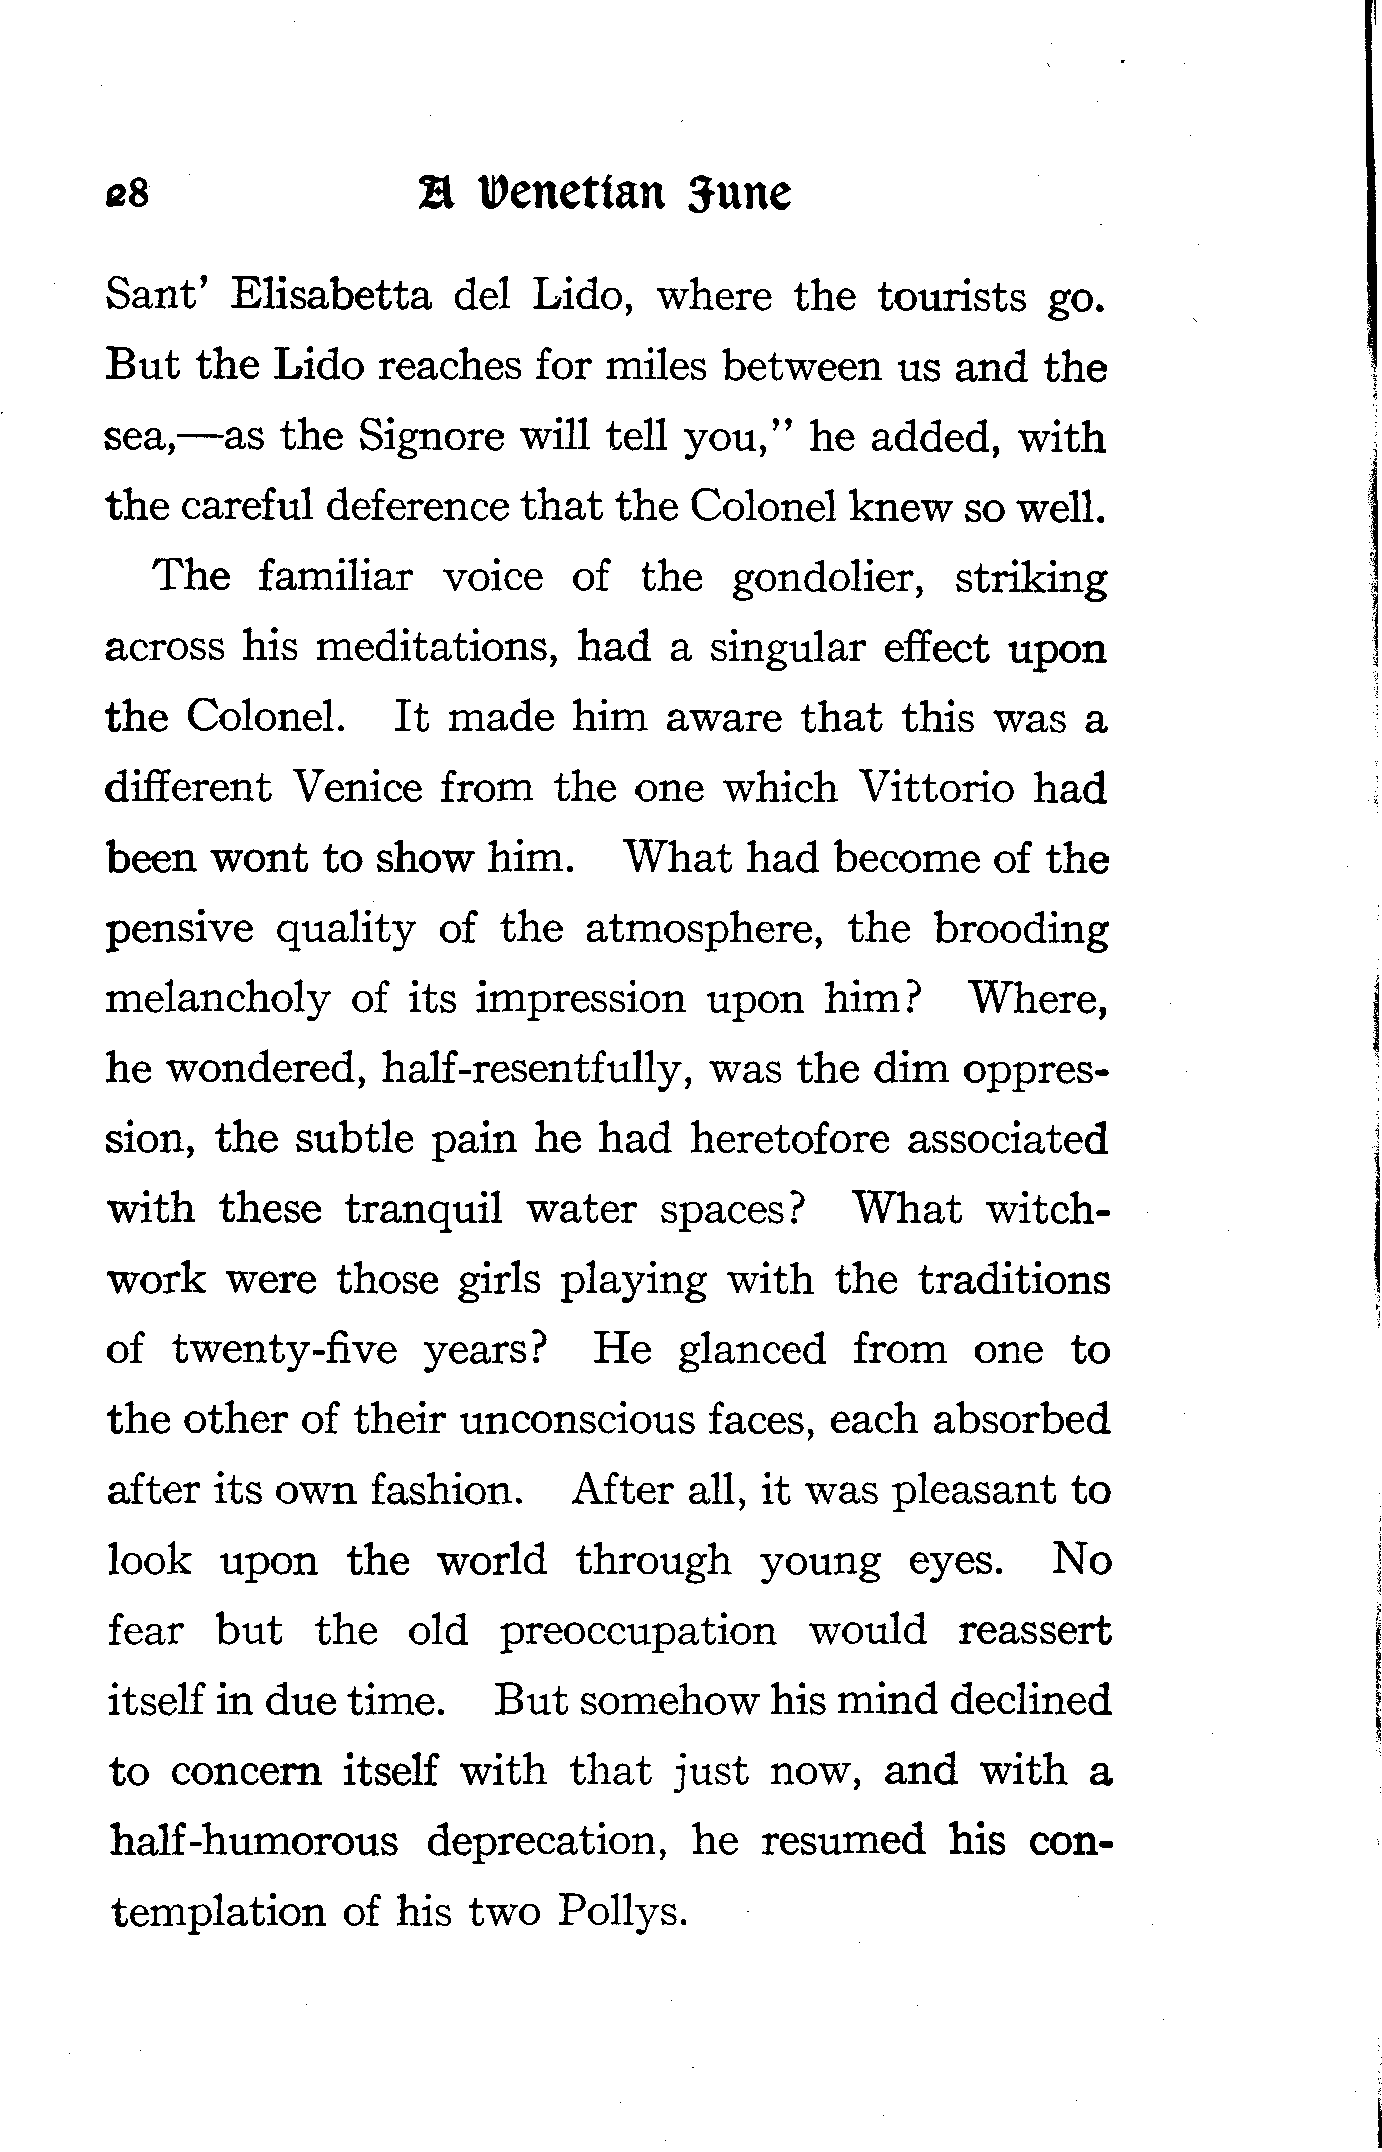 28 A Venetian June
Sant' Elisabetta del Lido, where the tourists go.
But the Lido reaches for miles between us and the
sea,—as the Signore will tell you,” he added, with
the careful deference that the Colonel knew so well.
The familiar voice of the gondolier, striking
across his meditations, had a singular effect upon
the Colonel. It made him aware that this was a
different Venice from the one which Vittorio had
been wont to show him. What had become of the
pensive quality of the atmosphere, the brooding
melancholy of its impression upon him? Where,
he wondered, half-resentfully, was the dim oppres-
sion, the subtle pain he had heretofore associated
with these tranquil water spaces? What witch-
work were those girls playing with the traditions
of twenty-five years? He glanced from one to
the other of their unconscious faces, each absorbed
after its own fashion. After all, it was pleasant to
look upon the world through young eyes. No
fear but the old preoccupation would reassert
itself in due time. But somehow his mind declined
to concern itself with that just now, and with a
half-humorous deprecation, he resumed his con-
templation of his two Pollys.